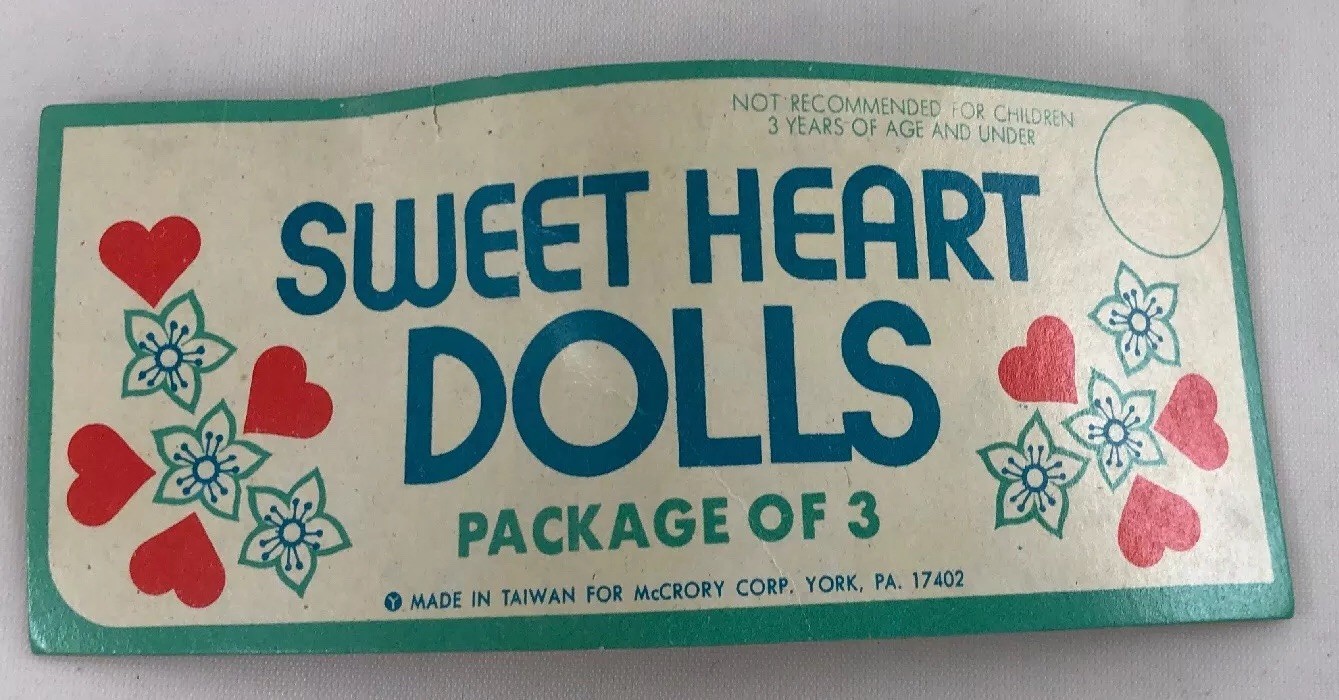 NOT RECOMMENDED FOR CHILDREN
3 YEARS OF AGE AND UNDER
SWEET HEART
DOLLS
PACKAGE OF 3
Ⓨ MADE IN TAIWAN FOR McCRORY CORP. YORK, PA. 17402